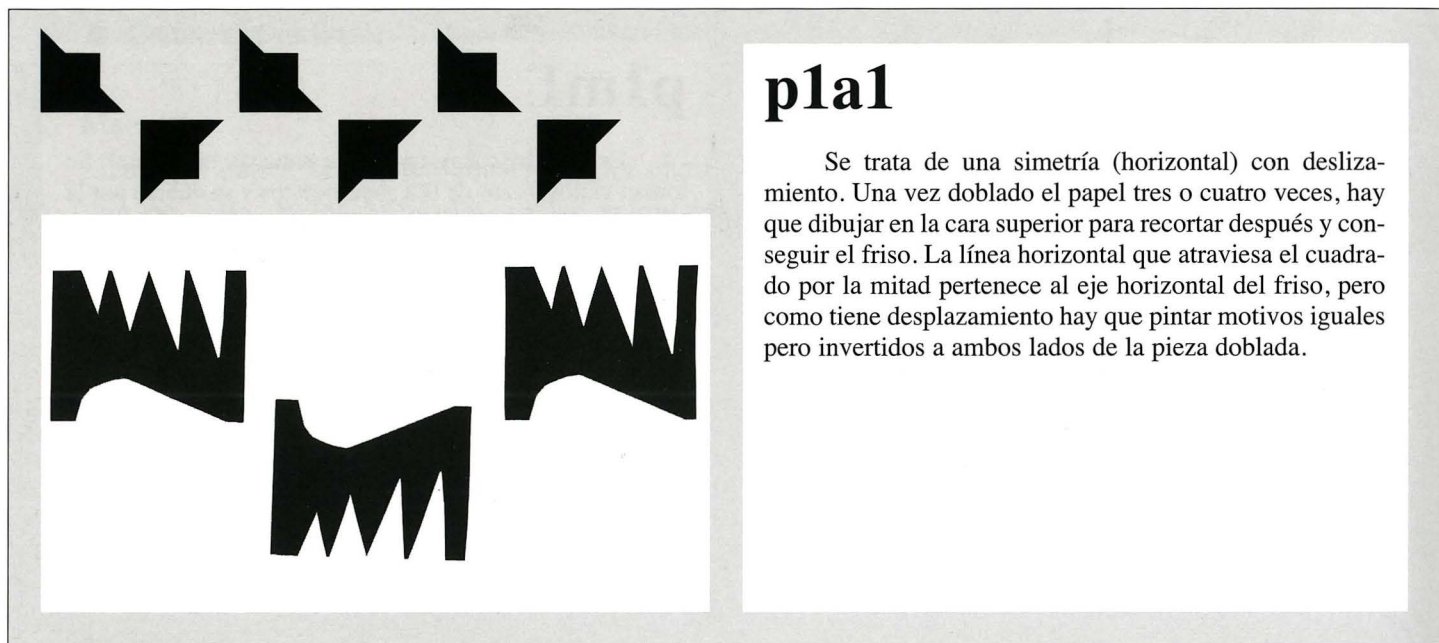 p1a1
Se trata de una simetría (horizontal) con desliza-
miento. Una vez doblado el papel tres o cuatro veces, hay
que dibujar en la cara superior para recortar después y con-
seguir el friso. La línea horizontal que atraviesa el cuadra-
do por la mitad pertenece al eje horizontal del friso, pero
como tiene desplazamiento hay que pintar motivos iguales
pero invertidos a ambos lados de la pieza doblada.